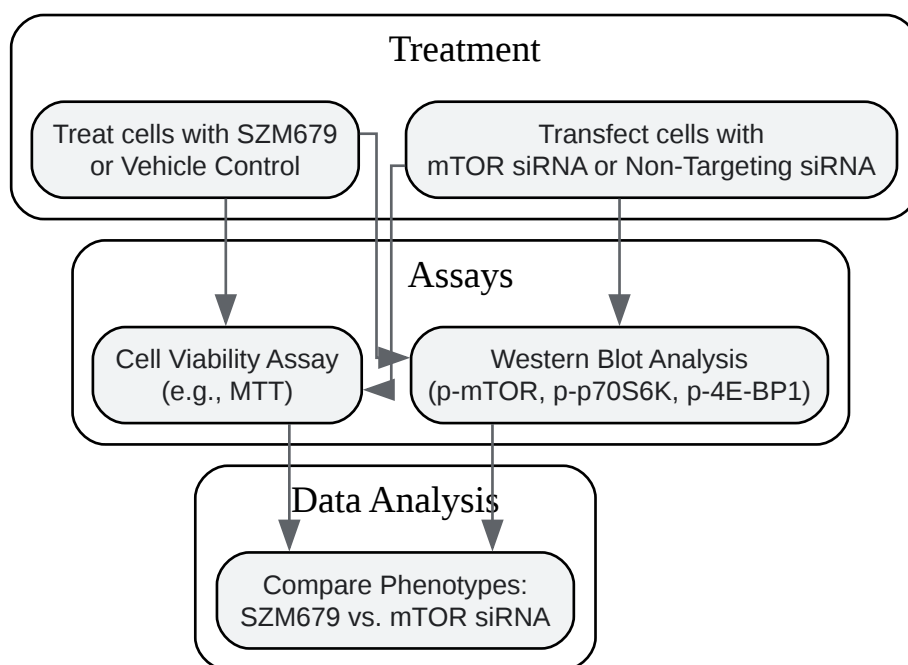 Treatment
Treat cells with SZM679
or Vehicle Control
Transfect cells with
mTOR siRNA or Non-Targeting siRNA
Assays
Cell Viability Assay
(e.g., MTT)
Western Blot Analysis
(p-mTOR, p-p70S6K, p-4E-BP1)
Data Analysis
Compare Phenotypes:
SZM679 vs. mTOR siRNA